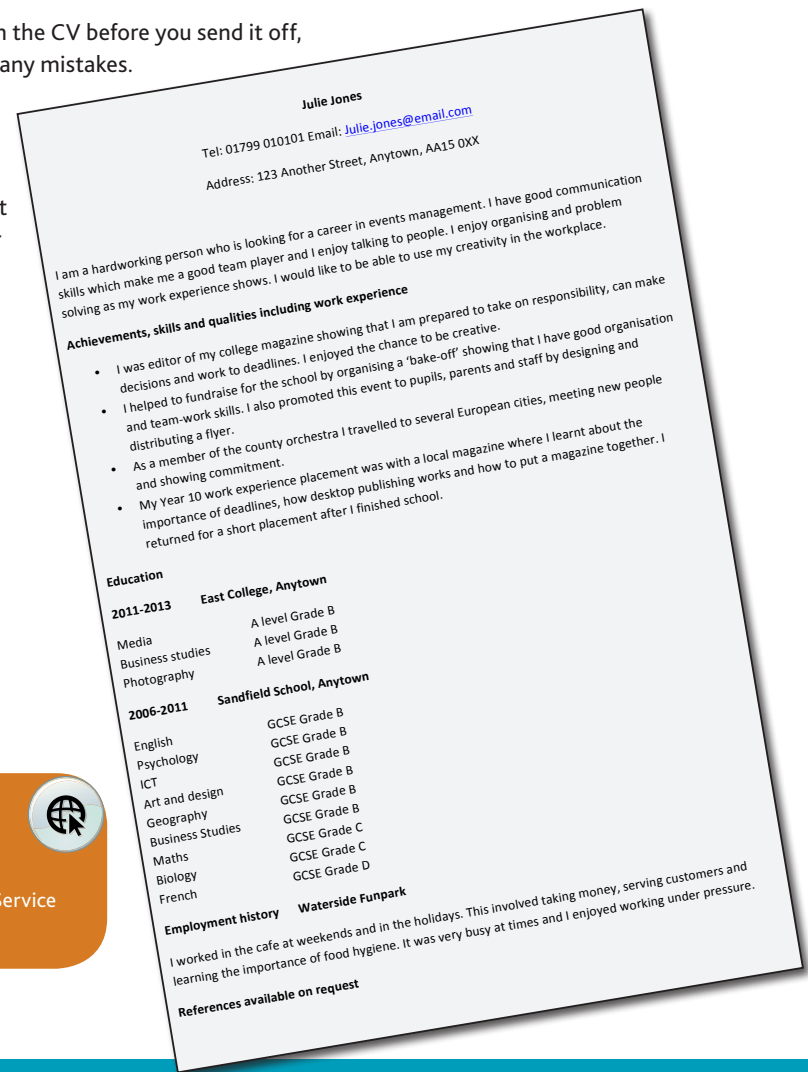 n the CV before you send it off,
any mistakes.
t
Julie Jones
Tel: 01799 010101 Email: Julie.jones@email.com
Address: 123 Another Street, Anytown, AA15 0XX
I am a hardworking person who is looking for a career in events management. I have good communication
skills which make me a good team player and I enjoy talking to people. I enjoy organising and problem
solving as my work experience shows. I would like to be able to use my creativity in the workplace.
Achievements, skills and qualities including work experience
• I was editor of my college magazine showing that I am prepared to take on responsibility, can make
decisions and work to deadlines. I enjoyed the chance to be creative.
• I helped to fundraise for the school by organising a ‘bake-off’ showing that I have good organisation
and team-work skills. I also promoted this event to pupils, parents and staff by designing and
distributing a flyer.
• As a member of the county orchestra I travelled to several European cities, meeting new people
and showing commitment.
• My Year 10 work experience placement was with a local magazine where I learnt about the
importance of deadlines, how desktop publishing works and how to put a magazine together. I
returned for a short placement after I finished school.
Education
2011-2013 East College, Anytown
Media A level Grade B
Business studies A level Grade B
Photography A level Grade B
2006-2011 Sandfield School, Anytown
English GCSE Grade B
Psychology GCSE Grade B
ICT GCSE Grade B
Art and design GCSE Grade B
Geography GCSE Grade B
Business Studies GCSE Grade B
Maths GCSE Grade C
Biology GCSE Grade C
French GCSE Grade D
Employment history Waterside Funpark
I worked in the cafe at weekends and in the holidays. This involved taking money, serving customers and
learning the importance of food hygiene. It was very busy at times and I enjoyed working under pressure.
References available on request
Service